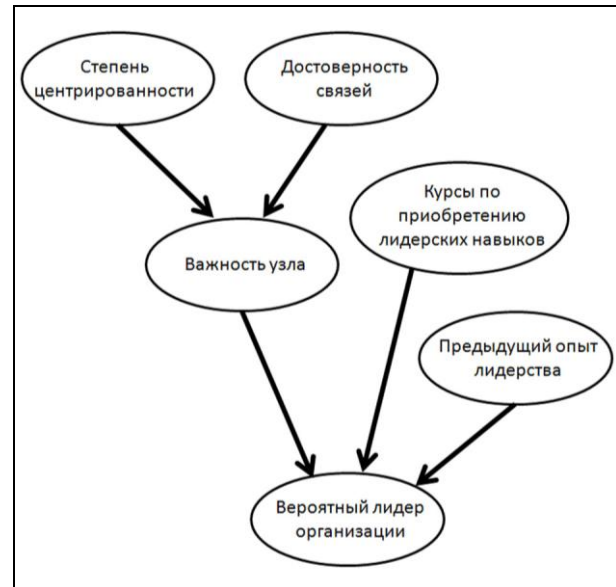 Степень
центрированности
Достоверность
связей
Курсы по
приобретению
лидерских навыков
Важность узла
Предыдущий опыт
лидерства
Вероятный лидер
организации